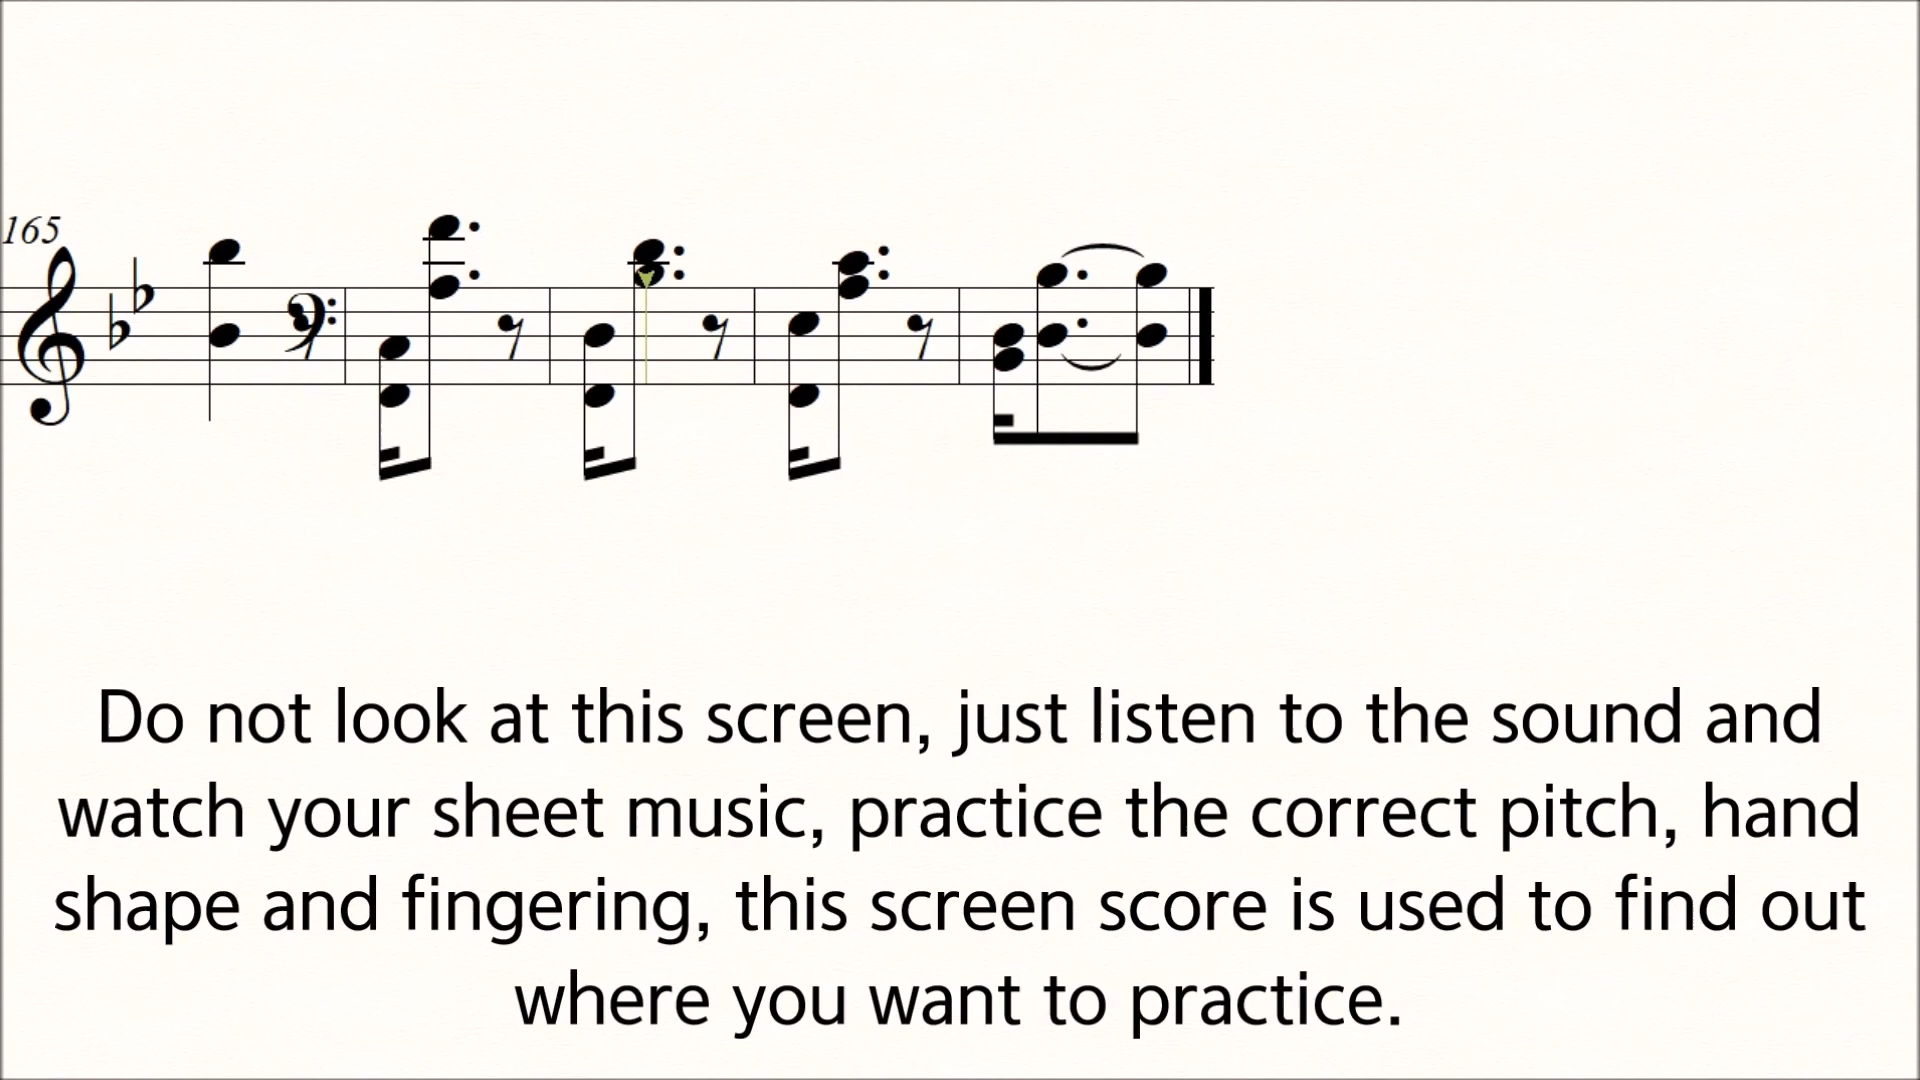 165
Do not look at this screen, just listen to the sound and
watch your sheet music, practice the correct pitch, hand
shape and fingering, this screen score is used to find out
where you want to practice.